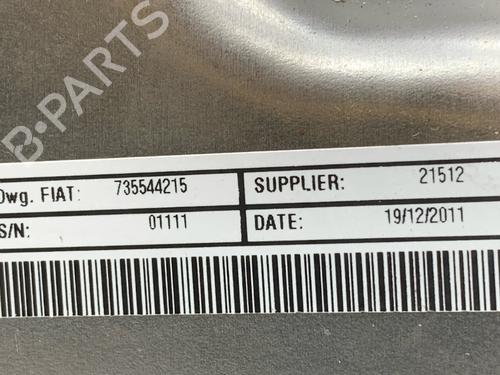 B-PARTS
Dwg. FIAT: 735544215 SUPPLIER: 21512
S/N: 01111 DATE: 19/12/2011